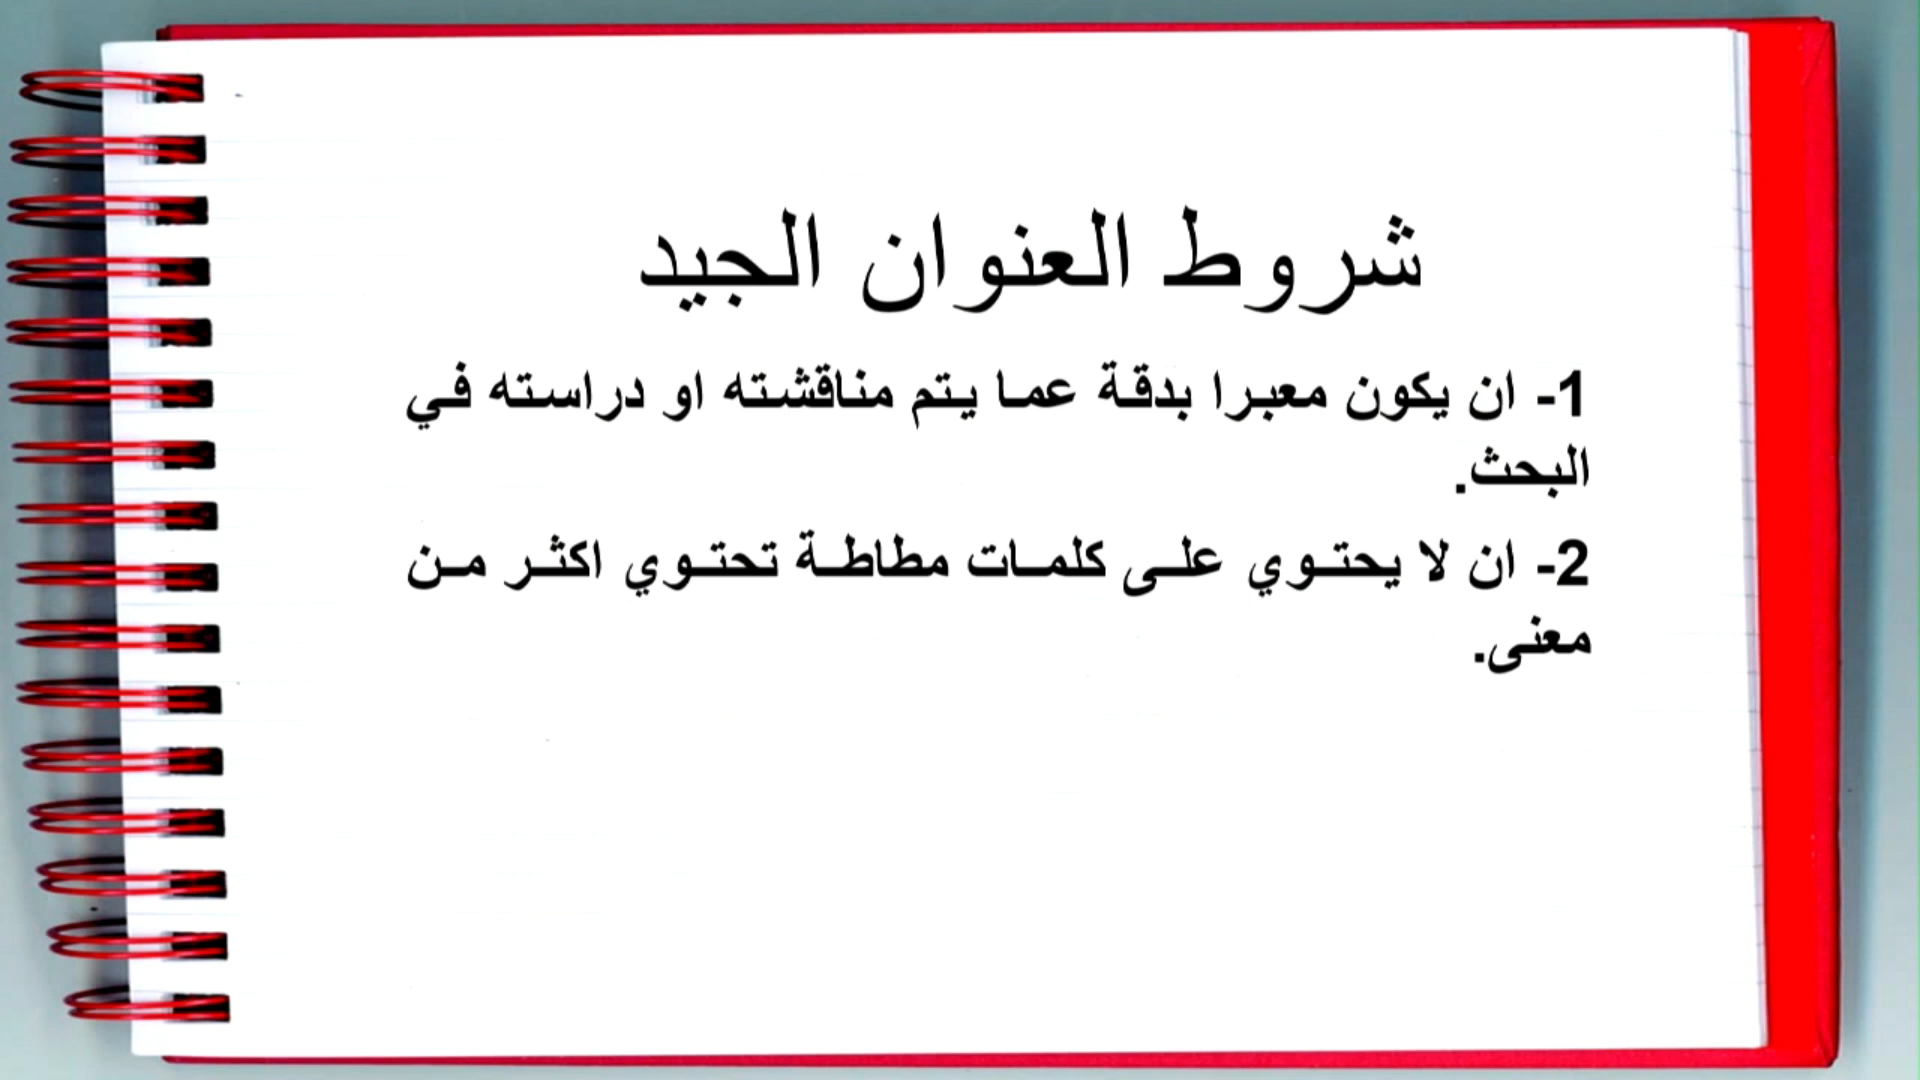 شروط العنوان الجيد
1- ان يكون معبرا بدقة عما يتم مناقشته او دراسته في
البحث.
2- ان لا يحتوي على كلمات مطاطة تحتوي اكثر من
معنى.